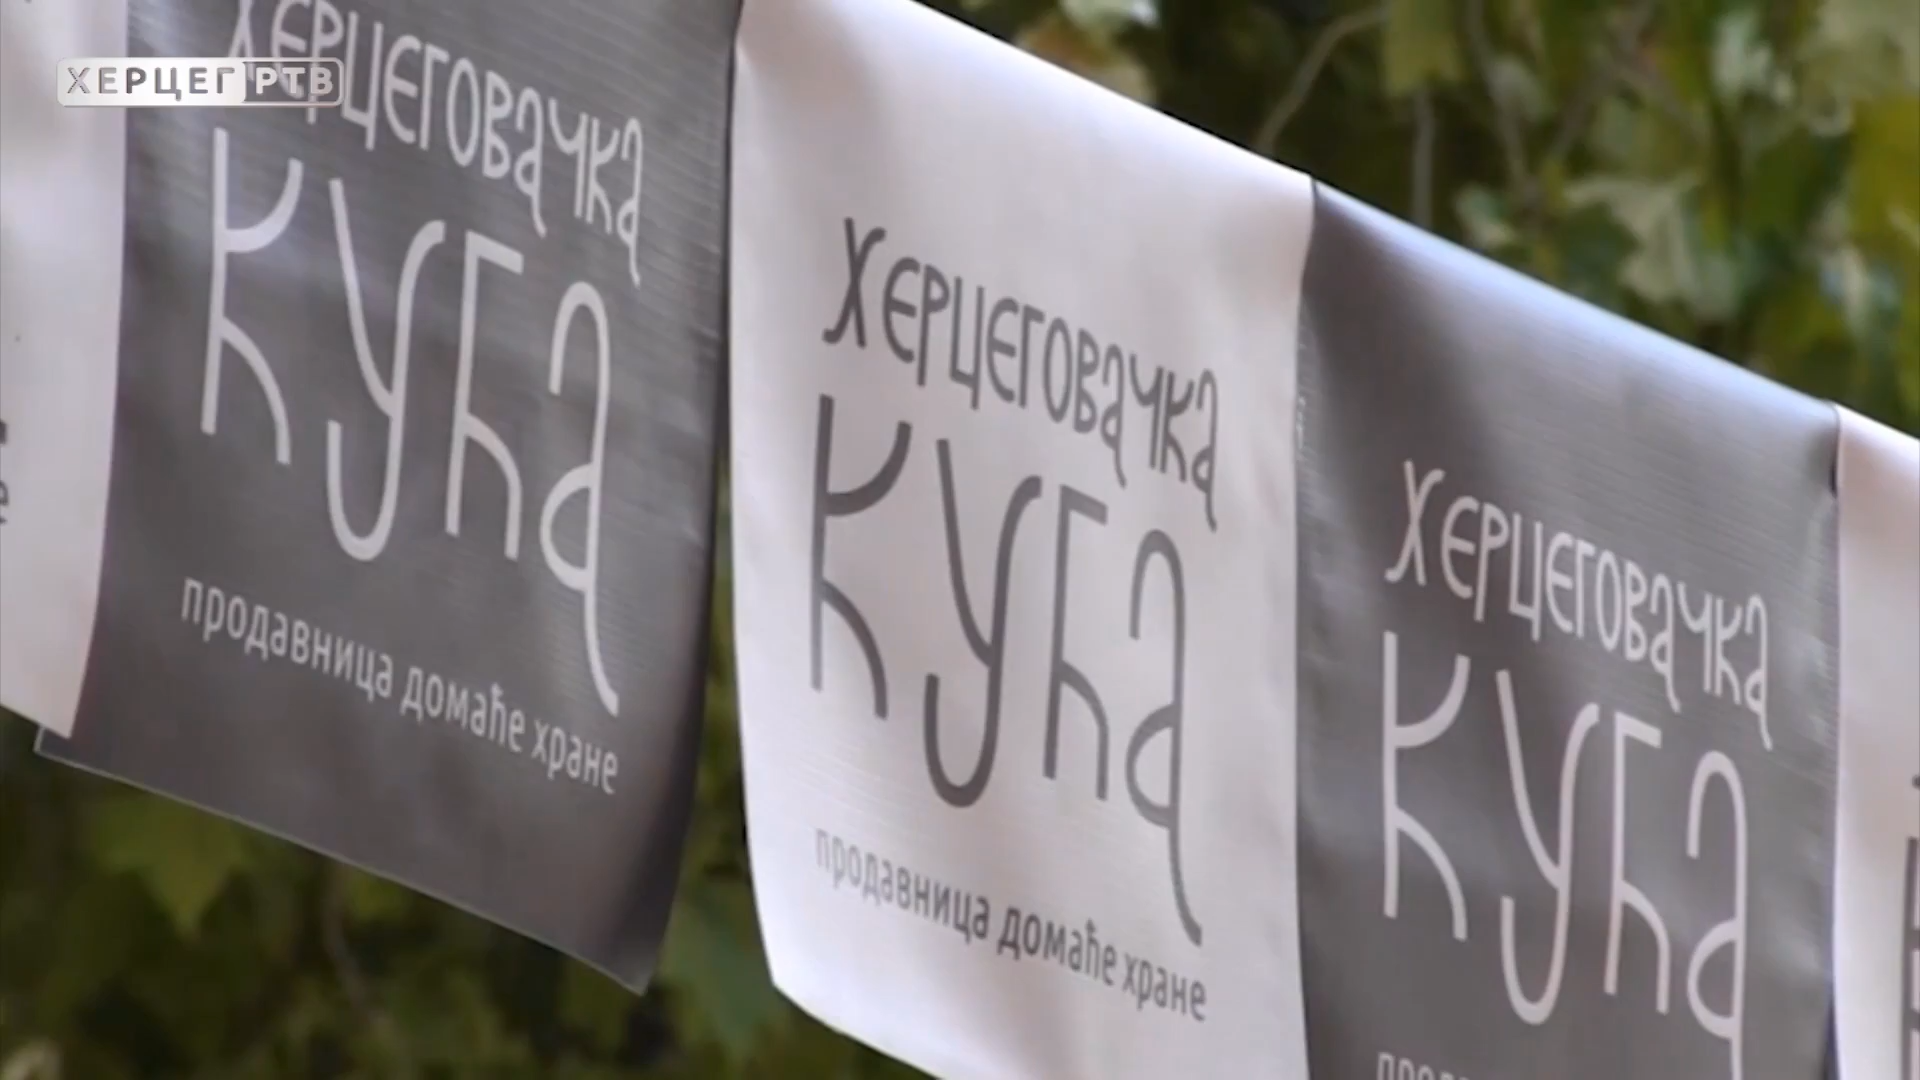 ХЕРЦЕГ РТВ
ХЕРЦЕГОВАЧКА
КУЋА
продавница домаће хране
ХЕРЦЕГОВАЧКА
КУЋА
продавница домаће хране
ХЕРЦЕГОВАЧКА
КУЋА